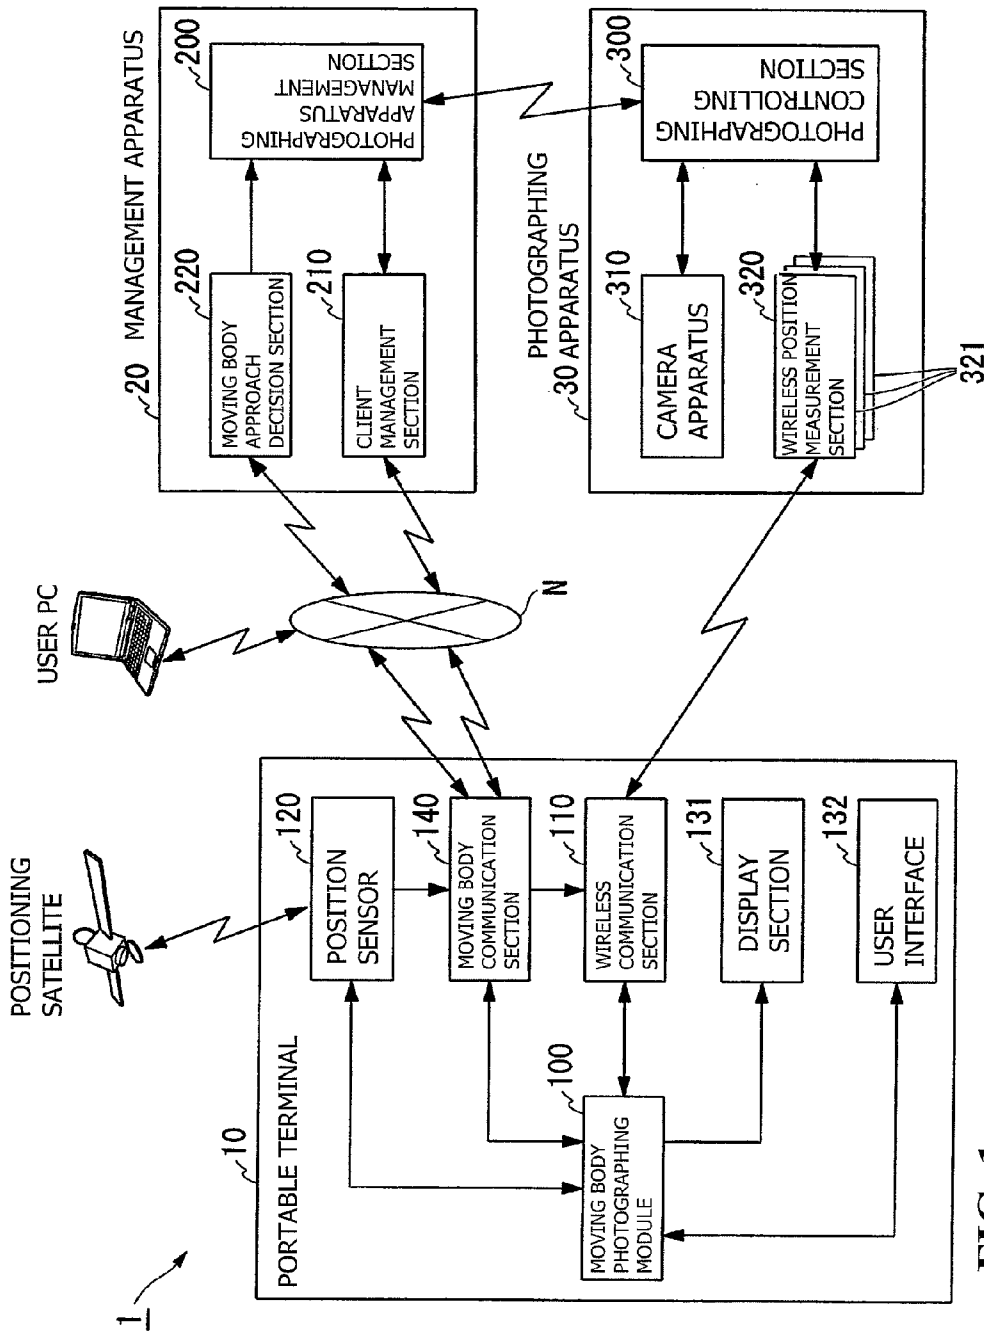 1
POSITIONING
SATELLITE
USER PC
10
PORTABLE TERMINAL
120
POSITION
SENSOR
140
MOVING BODY
COMMUNICATION
SECTION
110
WIRELESS
COMMUNICATION
SECTION
131
DISPLAY
SECTION
132
USER
INTERFACE
100
MOVING BODY
PHOTOGRAPHING
MODULE
N
20 MANAGEMENT APPARATUS
220
MOVING BODY
APPROACH
DECISION SECTION
210
CLIENT
MANAGEMENT
SECTION
200
PHOTOGRAPHING
APPARATUS
MANAGEMENT
SECTION
PHOTOGRAPHING
30 APPARATUS
310
CAMERA
APPARATUS
320
WIRELESS POSITION
MEASUREMENT
SECTION
321
300
PHOTOGRAPHING
CONTROLLING
SECTION
FIG. 1